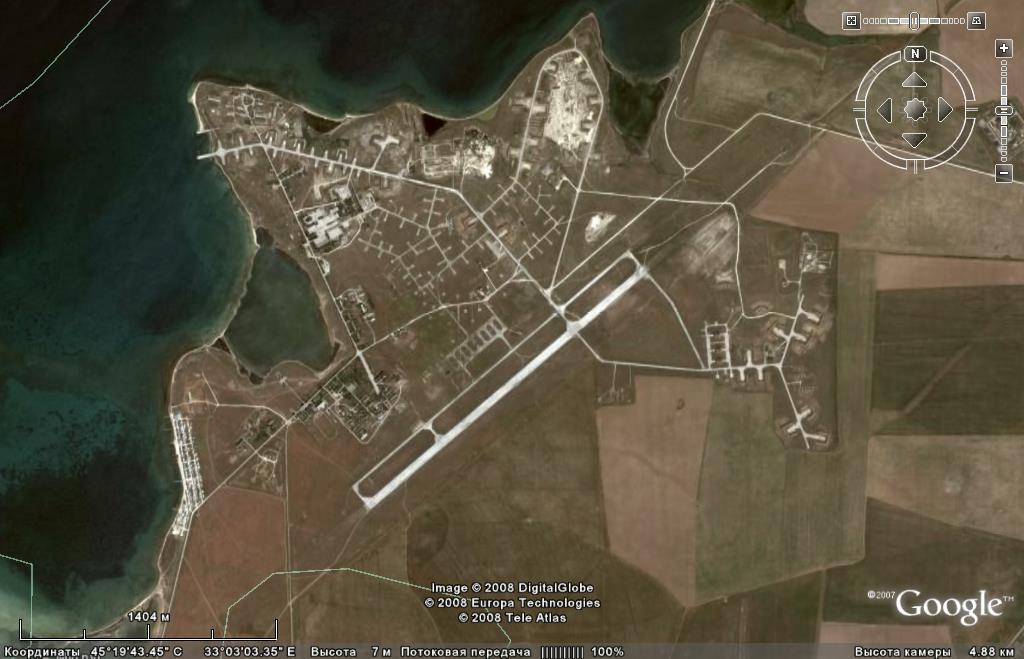 N
1404 м
Image © 2008 DigitalGlobe
© 2008 Europa Technologies
© 2008 Tele Atlas
©2007 Google™
Координаты 45°19'43.45" С 33°03'03.35" E Высота 7 м Потоковая передача 100% Высота камеры 4.88 км